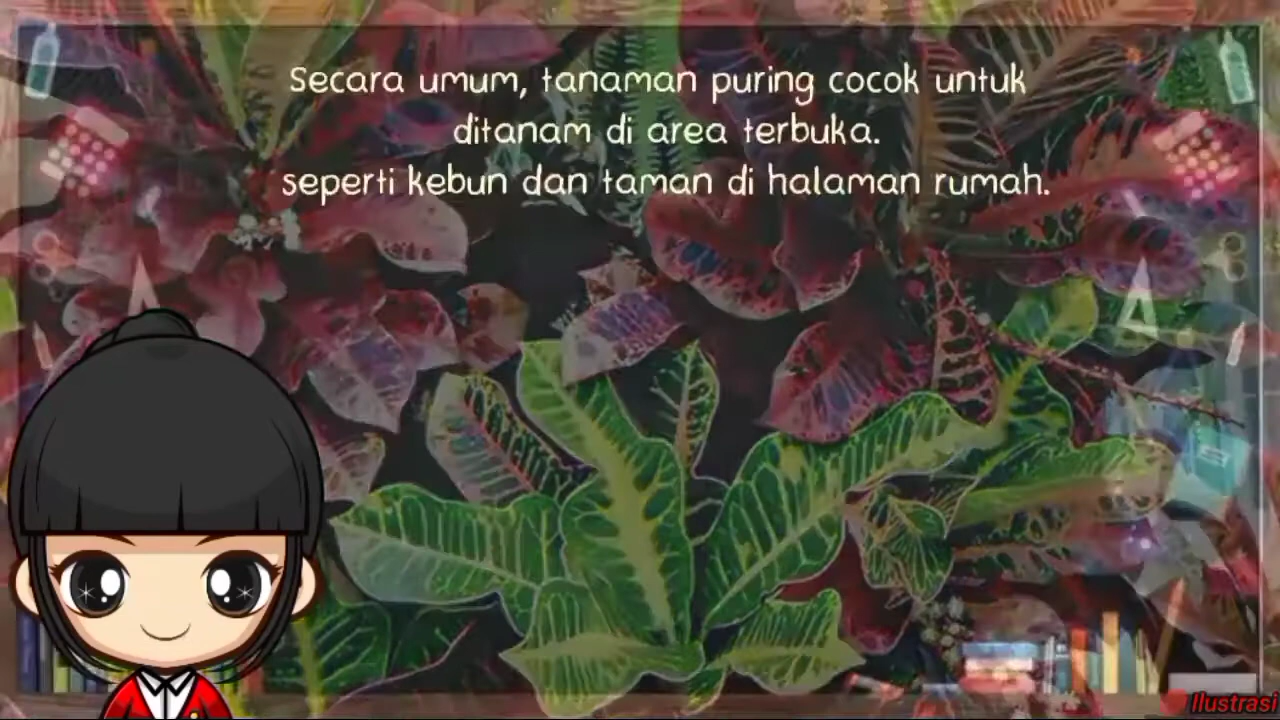 Secara umum, tanaman puring cocok untuk
ditanam di area terbuka.
seperti kebun dan taman di halaman rumah.
Ilustrasi